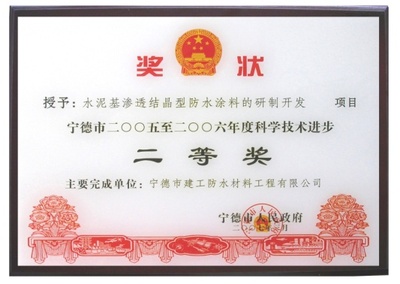 奖 状
授予：水泥基渗透结晶型防水涂料的研制开发 项目
宁德市二〇〇五至二〇〇六年度科学技术进步
二等奖
主要完成单位：宁德市建工防水材料工程有限公司
宁德市人民政府